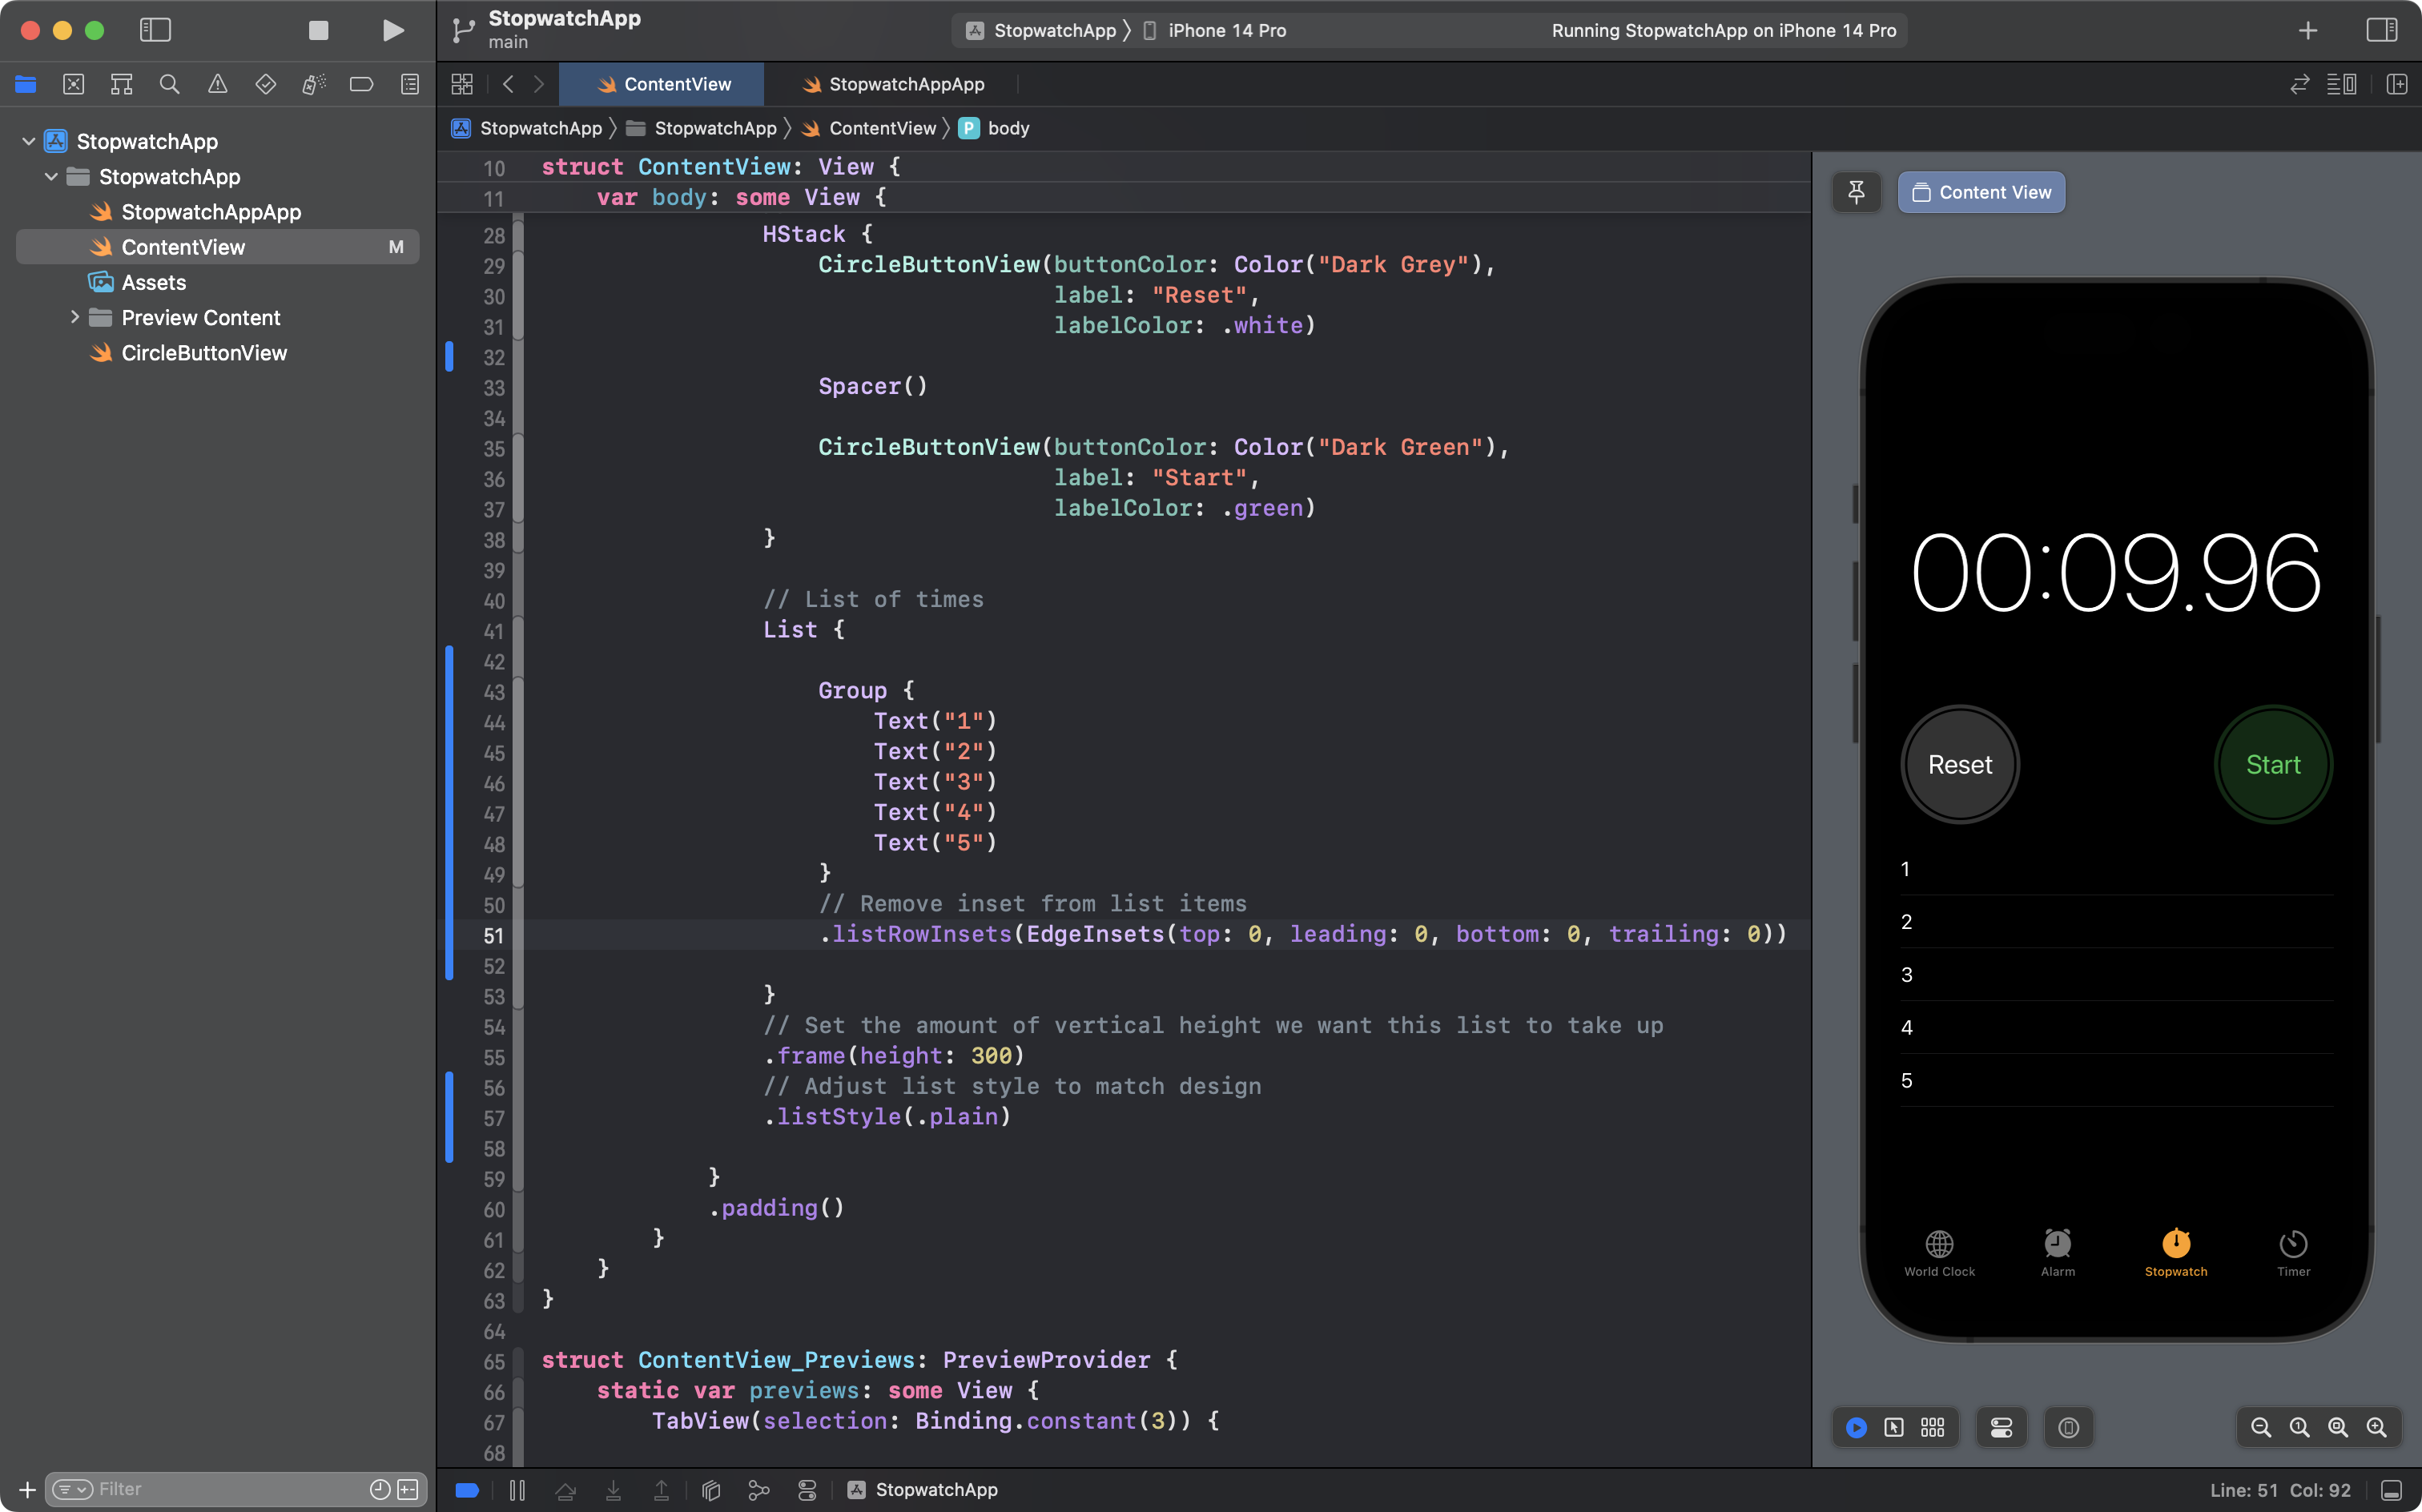 StopwatchApp
main
StopwatchApp
iPhone 14 Pro
Running StopwatchApp on iPhone 14 Pro
ContentView
StopwatchAppApp
StopwatchApp
StopwatchApp
StopwatchAppApp
ContentView
M
Assets
Preview Content
CircleButtonView
StopwatchApp
StopwatchApp
ContentView
P
body
10 struct ContentView: View {
11 var body: some View {
28 HStack {
29 CircleButtonView(buttonColor: Color("Dark Grey"),
30 label: "Reset",
31 labelColor: .white)
32
33 Spacer()
34
35 CircleButtonView(buttonColor: Color("Dark Green"),
36 label: "Start",
37 labelColor: .green)
38 }
39
40 // List of times
41 List {
42
43 Group {
44 Text("1")
45 Text("2")
46 Text("3")
47 Text("4")
48 Text("5")
49 }
50 // Remove inset from list items
51 .listRowInsets(EdgeInsets(top: 0, leading: 0, bottom: 0, trailing: 0))
52
53 }
54 // Set the amount of vertical height we want this list to take up
55 .frame(height: 300)
56 // Adjust list style to match design
57 .listStyle(.plain)
58
59 }
60 .padding()
61 }
62 }
63 }
64
65 struct ContentView_Previews: PreviewProvider {
66 static var previews: some View {
67 TabView(selection: Binding.constant(3)) {
68
Content View
00:09.96
Reset
Start
1
2
3
4
5
World Clock
Alarm
Stopwatch
Timer
Filter
StopwatchApp
Line: 51 Col: 92